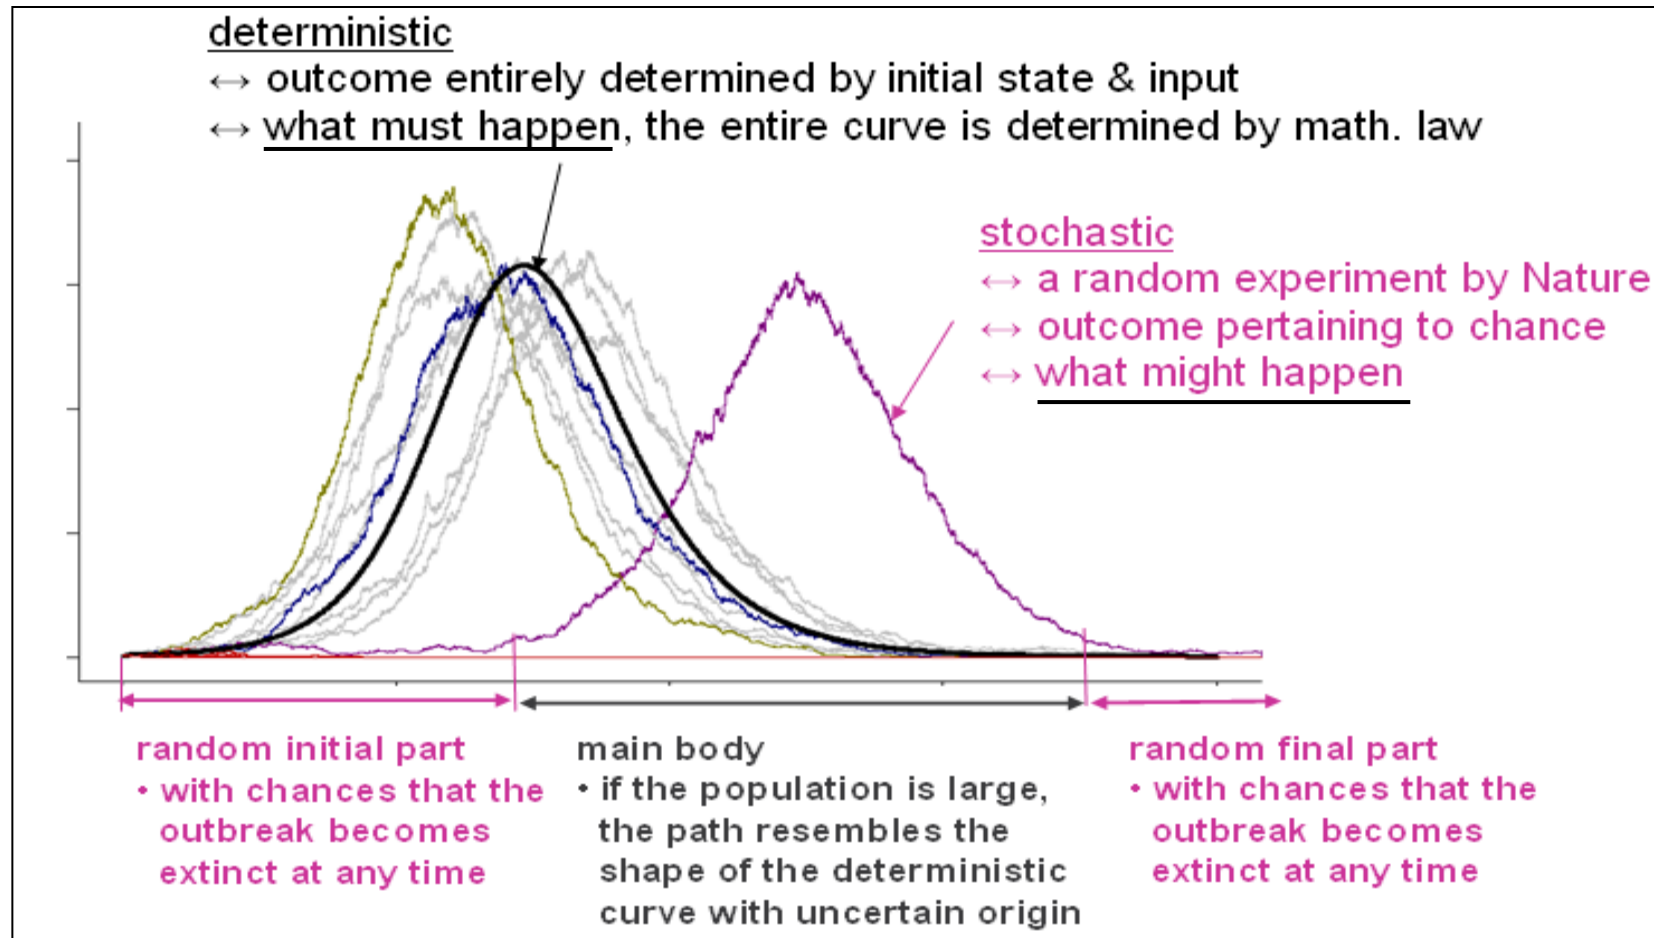 deterministic
↔ outcome entirely determined by initial state & input
↔ what must happen, the entire curve is determined by math. law
stochastic
↔ a random experiment by Nature
↔ outcome pertaining to chance
↔ what might happen
random initial part
• with chances that the
outbreak becomes
extinct at any time
main body
• if the population is large,
the path resembles the
shape of the deterministic
curve with uncertain origin
random final part
• with chances that the
outbreak becomes
extinct at any time